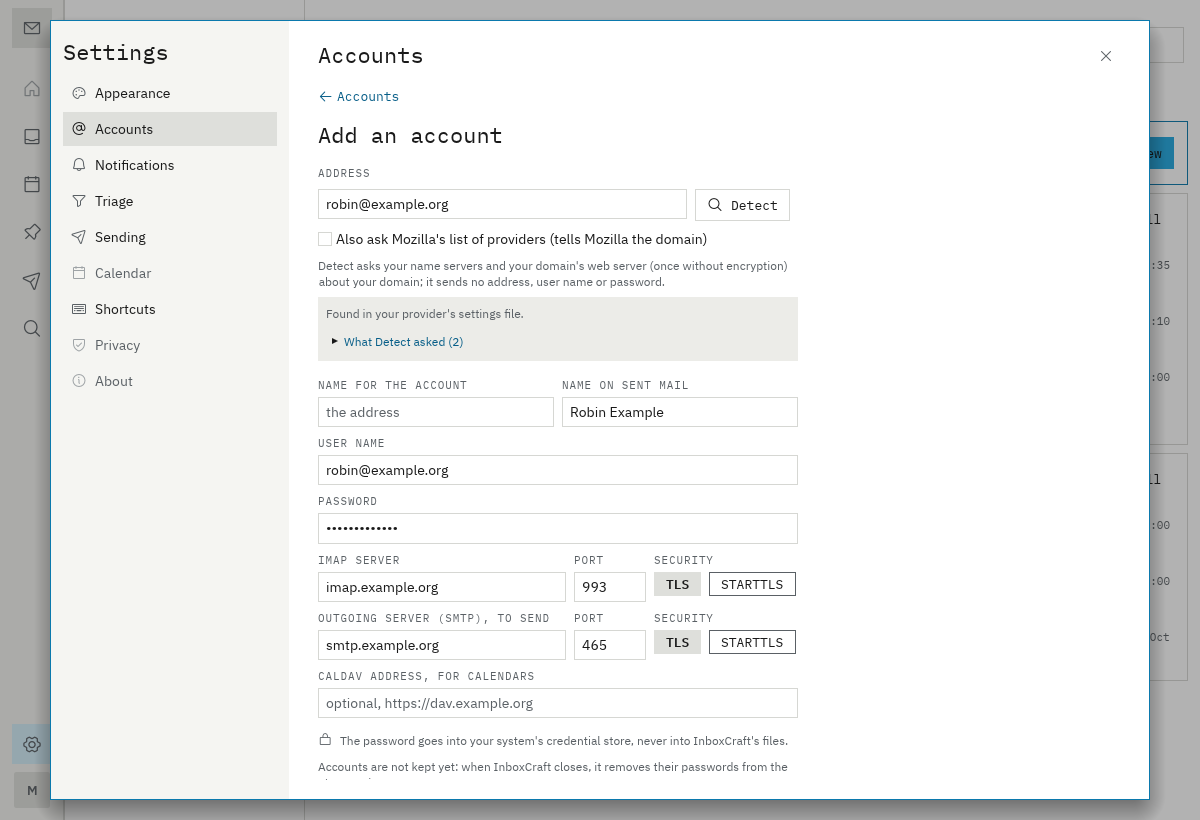 Settings
Appearance
Accounts
Notifications
Triage
Sending
Calendar
Shortcuts
Privacy
About
M
Accounts
Accounts
Add an account
ADDRESS
robin@example.org
Detect
Also ask Mozilla's list of providers (tells Mozilla the domain)
Detect asks your name servers and your domain's web server (once without encryption)
about your domain; it sends no address, user name or password.
Found in your provider's settings file.
What Detect asked (2)
NAME FOR THE ACCOUNT NAME ON SENT MAIL
the address Robin Example
USER NAME
robin@example.org
PASSWORD
•••••••••••••
IMAP SERVER PORT SECURITY
imap.example.org 993 TLS STARTTLS
OUTGOING SERVER (SMTP), TO SEND PORT SECURITY
smtp.example.org 465 TLS STARTTLS
CALDAV ADDRESS, FOR CALENDARS
optional, https://dav.example.org
The password goes into your system's credential store, never into InboxCraft's files.
Accounts are not kept yet: when InboxCraft closes, it removes their passwords from the
ew
ll
:35
:10
:00
ll
:00
:00
Oct